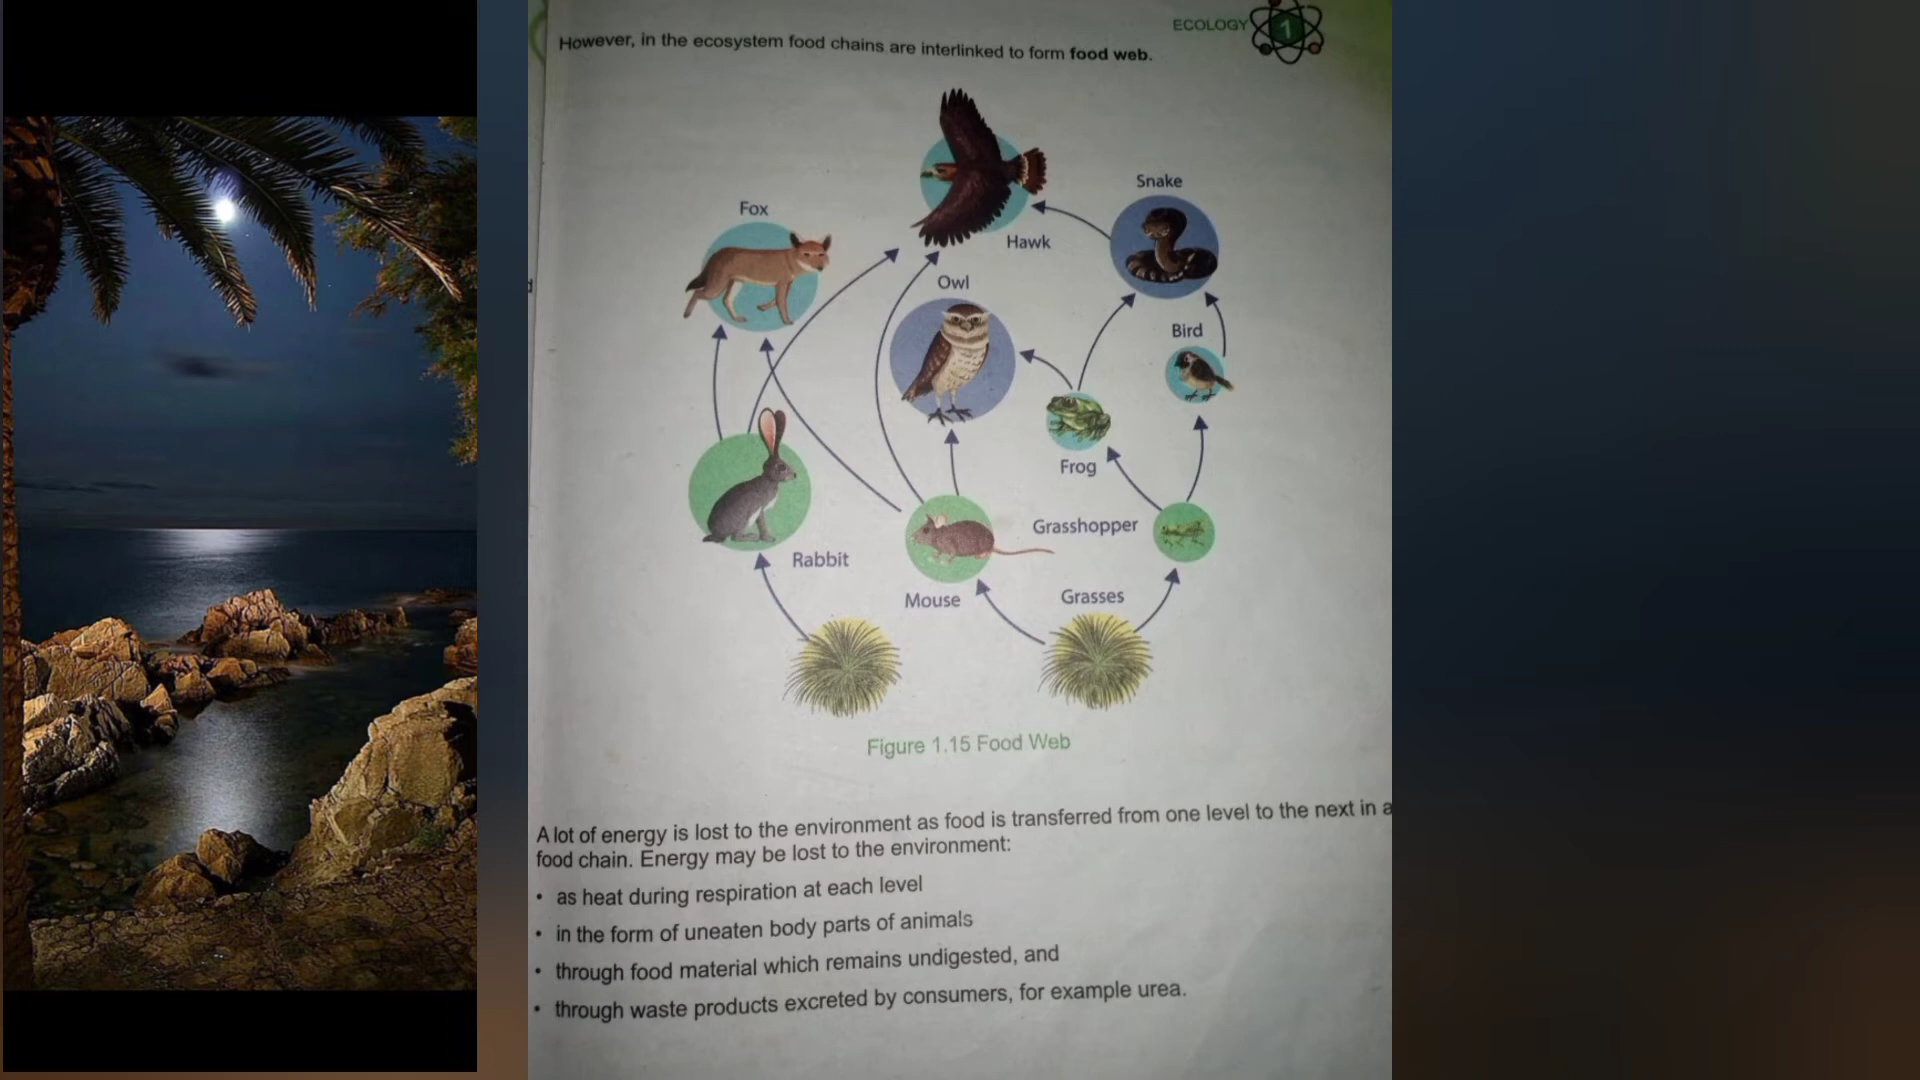 ECOLOGY 1
However, in the ecosystem food chains are interlinked to form food web.
Snake
Fox
Hawk
Owl
Bird
Frog
Grasshopper
Rabbit
Mouse
Grasses
Figure 1.15 Food Web
A lot of energy is lost to the environment as food is transferred from one level to the next in a
food chain. Energy may be lost to the environment:
• as heat during respiration at each level
• in the form of uneaten body parts of animals
• through food material which remains undigested, and
• through waste products excreted by consumers, for example urea.